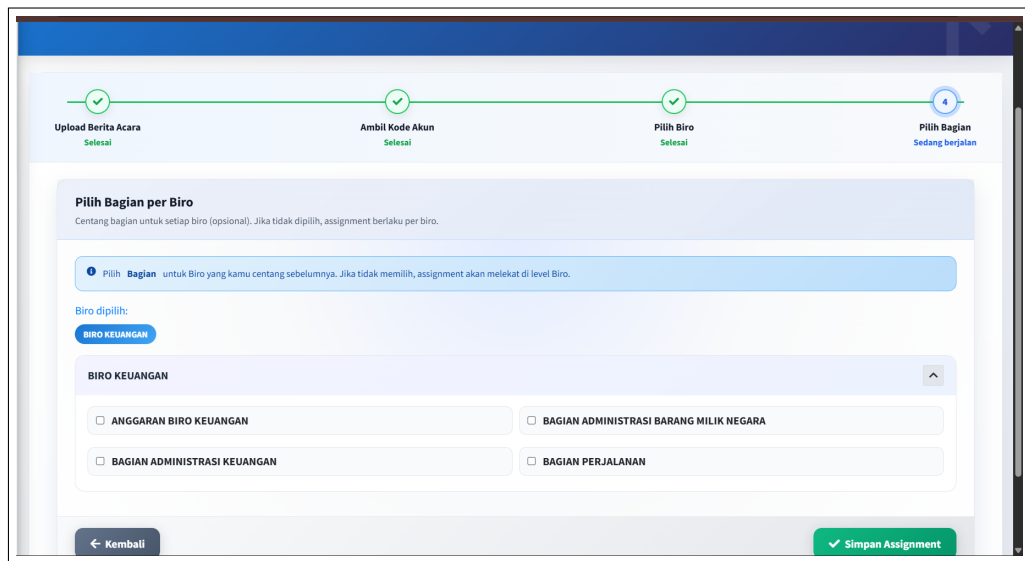 4
Upload Berita Acara
Ambil Kode Akun
Pilih Biro
Pilih Bagian
Selesai
Selesai
Selesai
Sedang berjalan
Pilih Bagian per Biro
Centang bagian untuk setiap biro (opsional). Jika tidak dipilih, assignment berlaku per biro.
Pilih Bagian untuk Biro yang kamu centang sebelumnya. Jika tidak memilih, assignment akan melekat di level Biro.
Biro dipilih:
BIRO KEUANGAN
BIRO KEUANGAN
ANGGARAN BIRO KEUANGAN
BAGIAN ADMINISTRASI BARANG MILIK NEGARA
BAGIAN ADMINISTRASI KEUANGAN
BAGIAN PERJALANAN
Kembali
Simpan Assignment